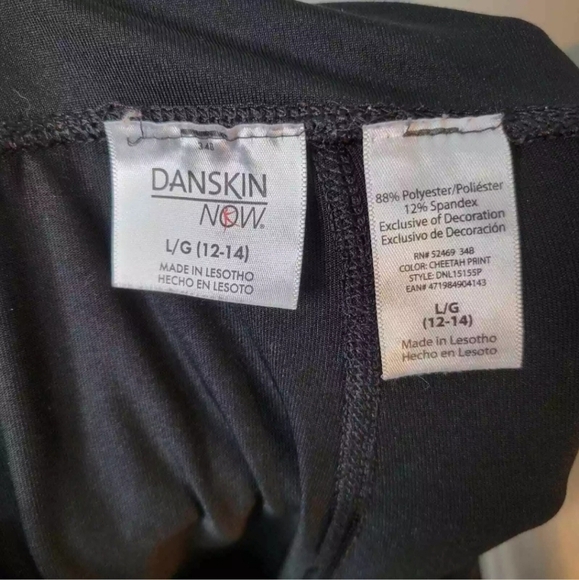 34B
DANSKIN
NOW®
L/G (12-14)
MADE IN LESOTHO
HECHO EN LESOTO
88% Polyester/Poliéster
12% Spandex
Exclusive of Decoration
Exclusivo de Decoración
RN# 52469 34B
COLOR: CHEETAH PRINT
STYLE: DNL15155P
EAN# 471984904143
L/G
(12-14)
Made in Lesotho
Hecho en Lesoto